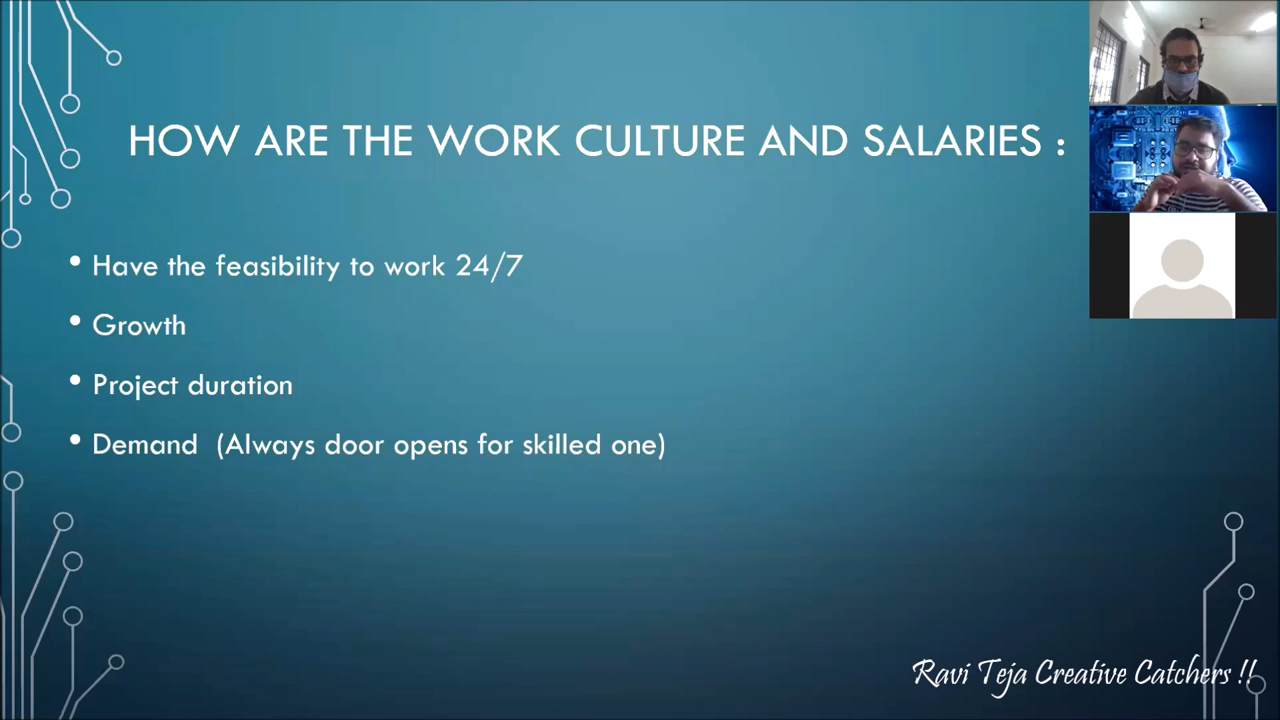 HOW ARE THE WORK CULTURE AND SALARIES :
• Have the feasibility to work 24/7
• Growth
• Project duration
• Demand (Always door opens for skilled one)
Ravi Teja Creative Catchers !!